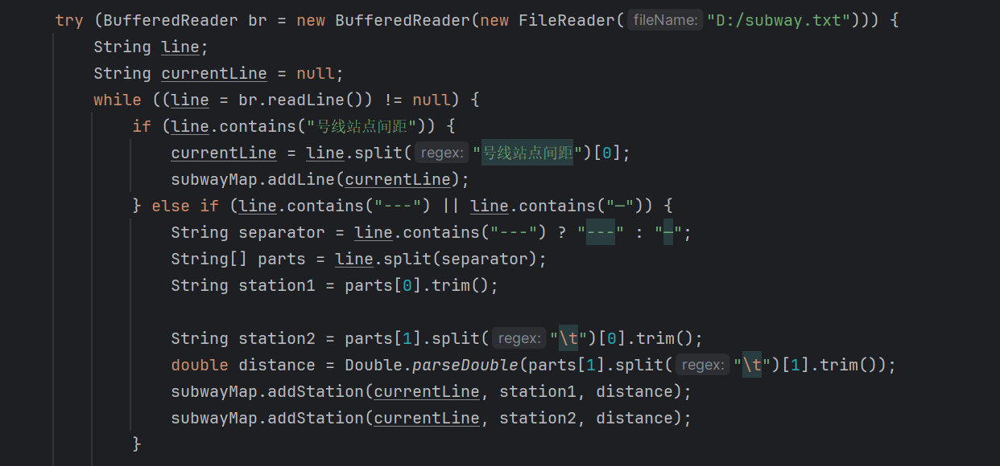 try (BufferedReader br = new BufferedReader(new FileReader( fileName: "D:/subway.txt"))) {
String line;
String currentLine = null;
while ((line = br.readLine()) != null) {
if (line.contains("号线站点间距")) {
currentLine = line.split( regex: "号线站点间距")[0];
subwayMap.addLine(currentLine);
} else if (line.contains("---") || line.contains("—")) {
String separator = line.contains("---") ? "---" : "—";
String[] parts = line.split(separator);
String station1 = parts[0].trim();
String station2 = parts[1].split( regex: "\t")[0].trim();
double distance = Double.parseDouble(parts[1].split( regex: "\t")[1].trim());
subwayMap.addStation(currentLine, station1, distance);
subwayMap.addStation(currentLine, station2, distance);
}